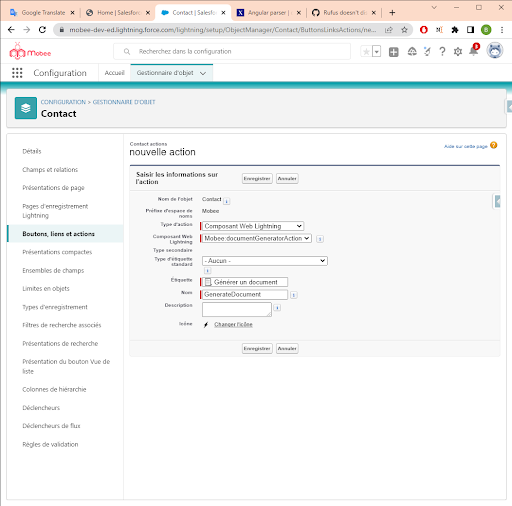 Google Translate
Home | Salesfor
Contact | Salesfo
Angular parser |
Rufus doesn't di
mobee-dev-ed.lightning.force.com/lightning/setup/ObjectManager/Contact/ButtonsLinksActions/ne...
Mobee
Recherchez dans la configuration
Configuration
Accueil
Gestionnaire d'objet
CONFIGURATION > GESTIONNAIRE D'OBJET
Contact
Détails
Champs et relations
Présentations de page
Pages d'enregistrement
Lightning
Boutons, liens et actions
Présentations compactes
Ensembles de champs
Limites en objets
Types d'enregistrement
Filtres de recherche associés
Présentations de recherche
Présentation du bouton Vue de
liste
Colonnes de hiérarchie
Déclencheurs
Déclencheurs de flux
Règles de validation
Contact actions
nouvelle action
Aide sur cette page
Saisir les informations sur
l'action
Enregistrer
Annuler
Nom de l'objet
Contact
Préfixe d'espace de
noms
Mobee
Type d'action
Composant Web Lightning
Composant Web
Lightning
Mobee:documentGeneratorAction
Type secondaire
Type d'étiquette
standard
- Aucun -
Etiquette
Générer un document
Nom
GenerateDocument
Description
Icône
Changer l'icône
Enregistrer
Annuler